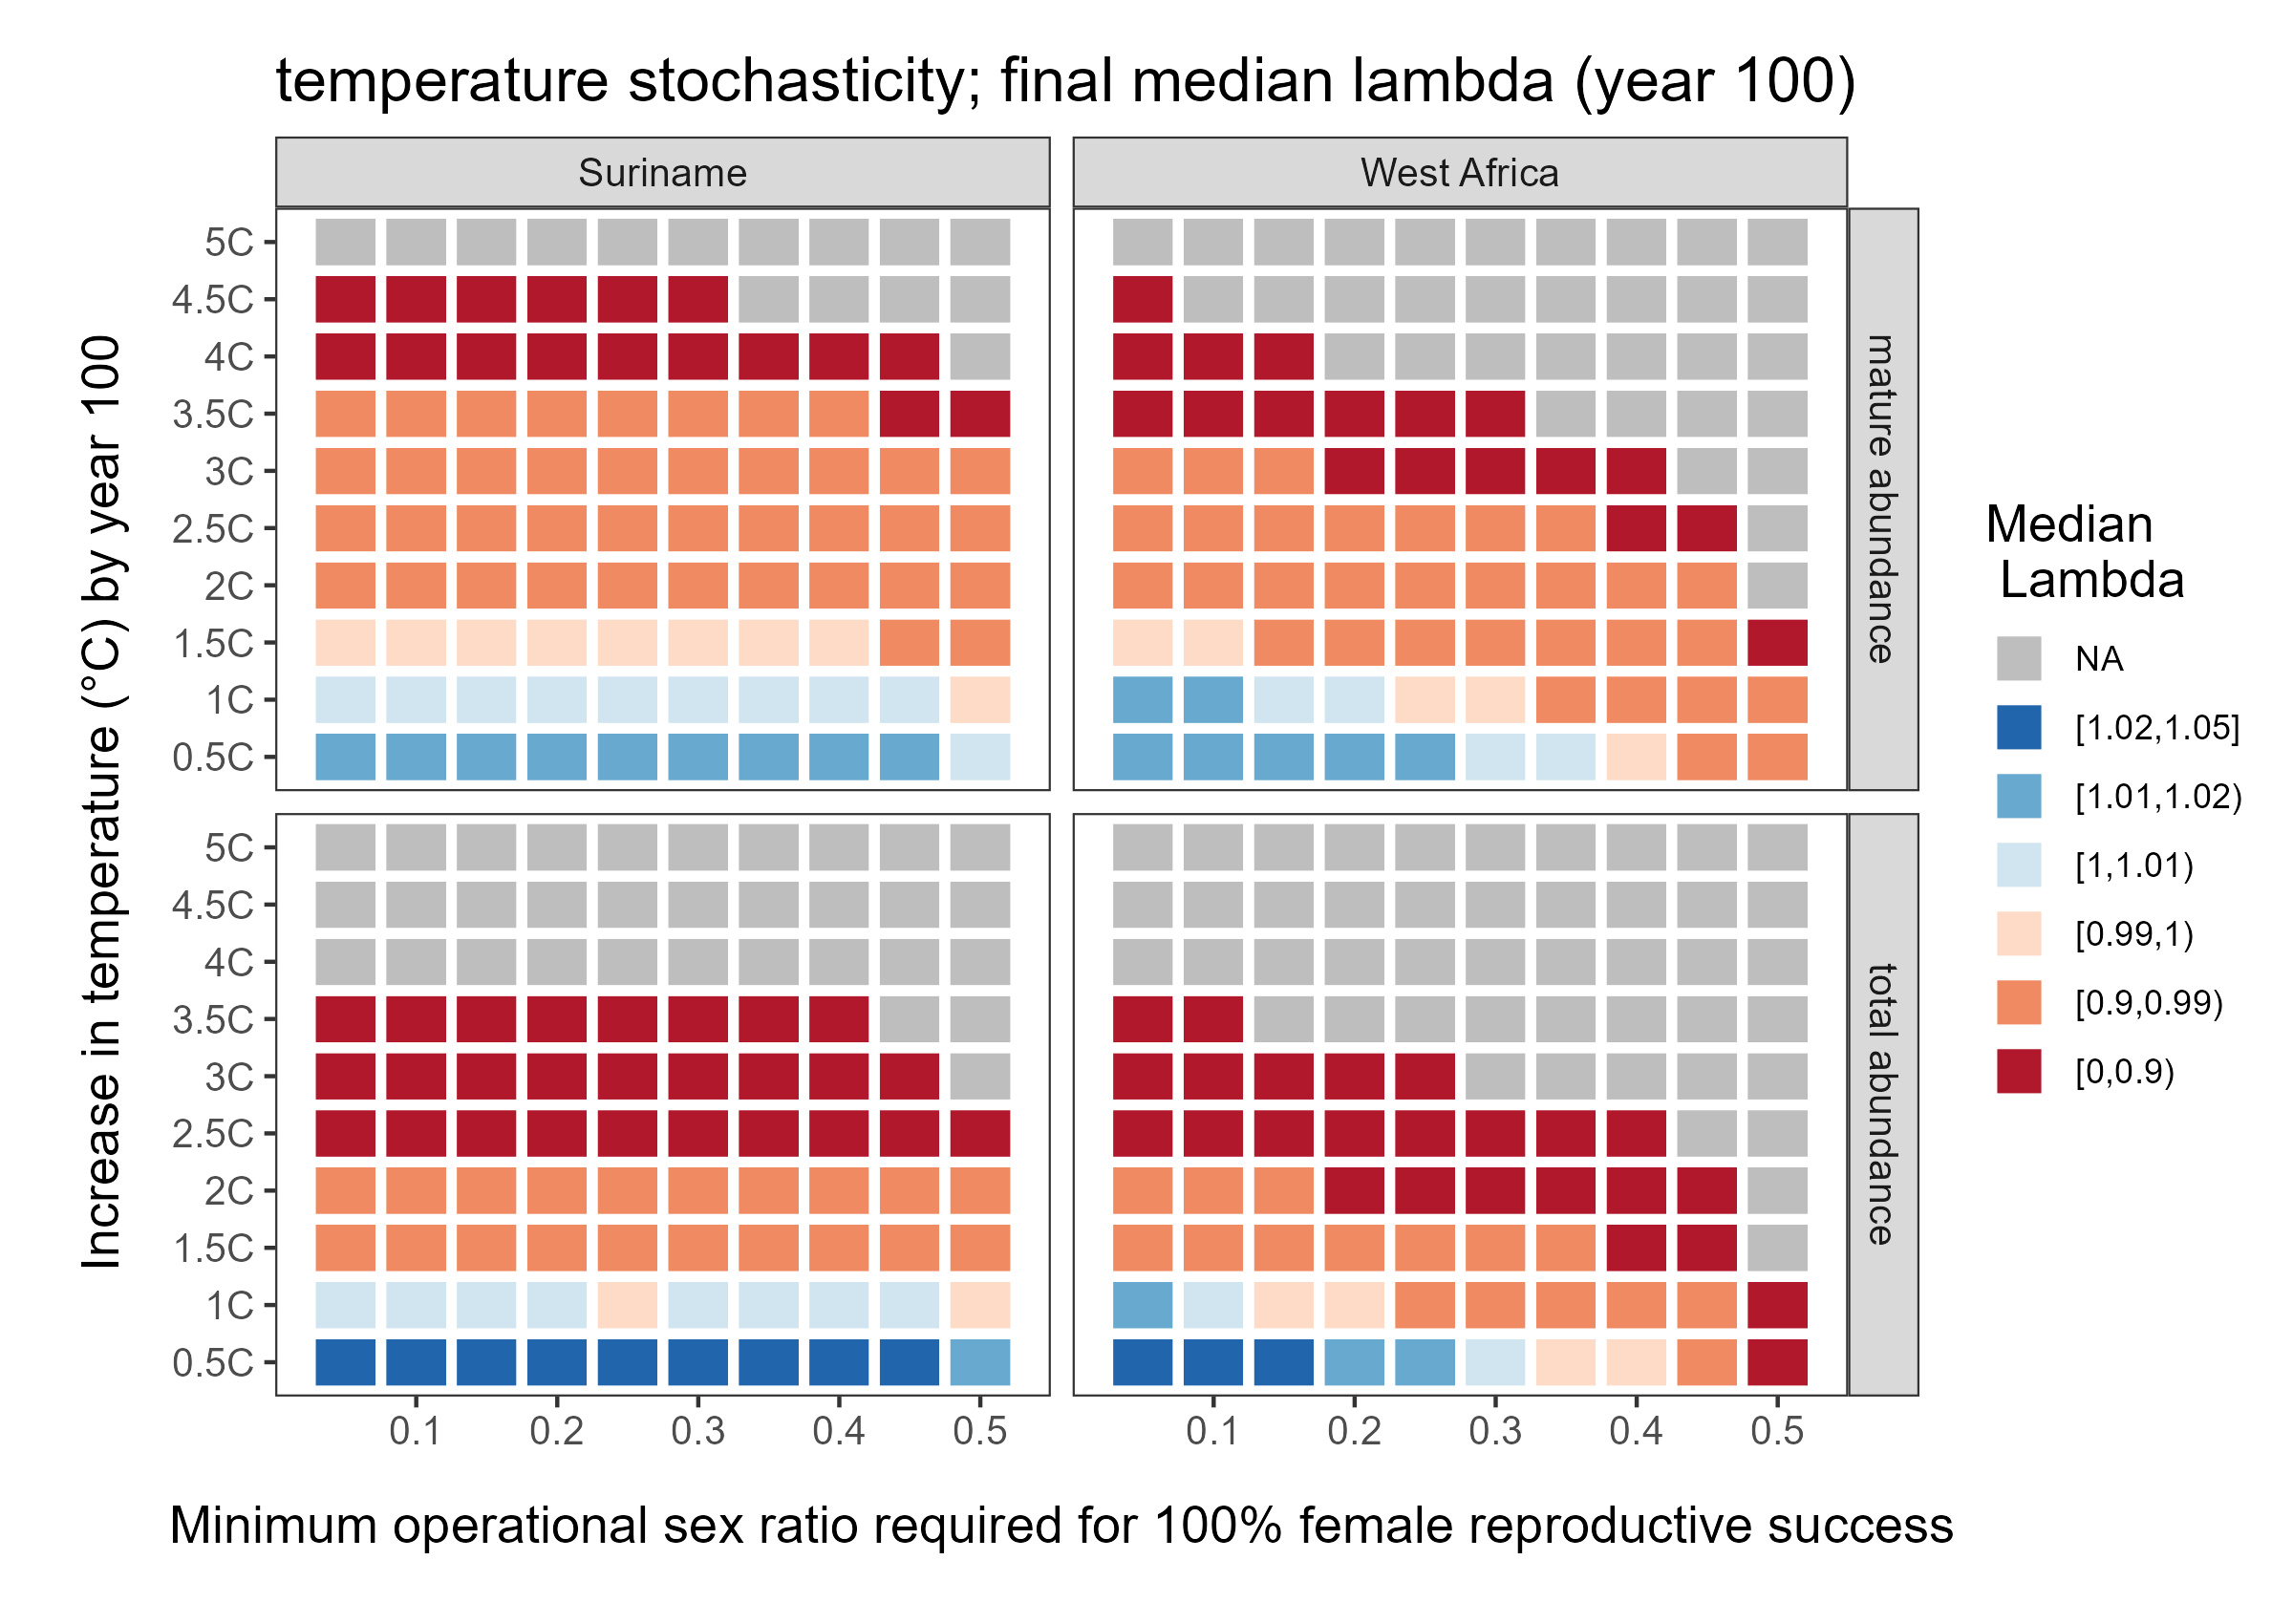 temperature stochasticity; final median lambda (year 100)
Suriname
West Africa
Increase in temperature (°C) by year 100
5C
4.5C
4C
3.5C
3C
2.5C
2C
1.5C
1C
0.5C
mature abundance
5C
4.5C
4C
3.5C
3C
2.5C
2C
1.5C
1C
0.5C
total abundance
0.1 0.2 0.3 0.4 0.5
0.1 0.2 0.3 0.4 0.5
Minimum operational sex ratio required for 100% female reproductive success
Median
Lambda
NA
[1.02,1.05]
[1.01,1.02)
[1,1.01)
[0.99,1)
[0.9,0.99)
[0,0.9)